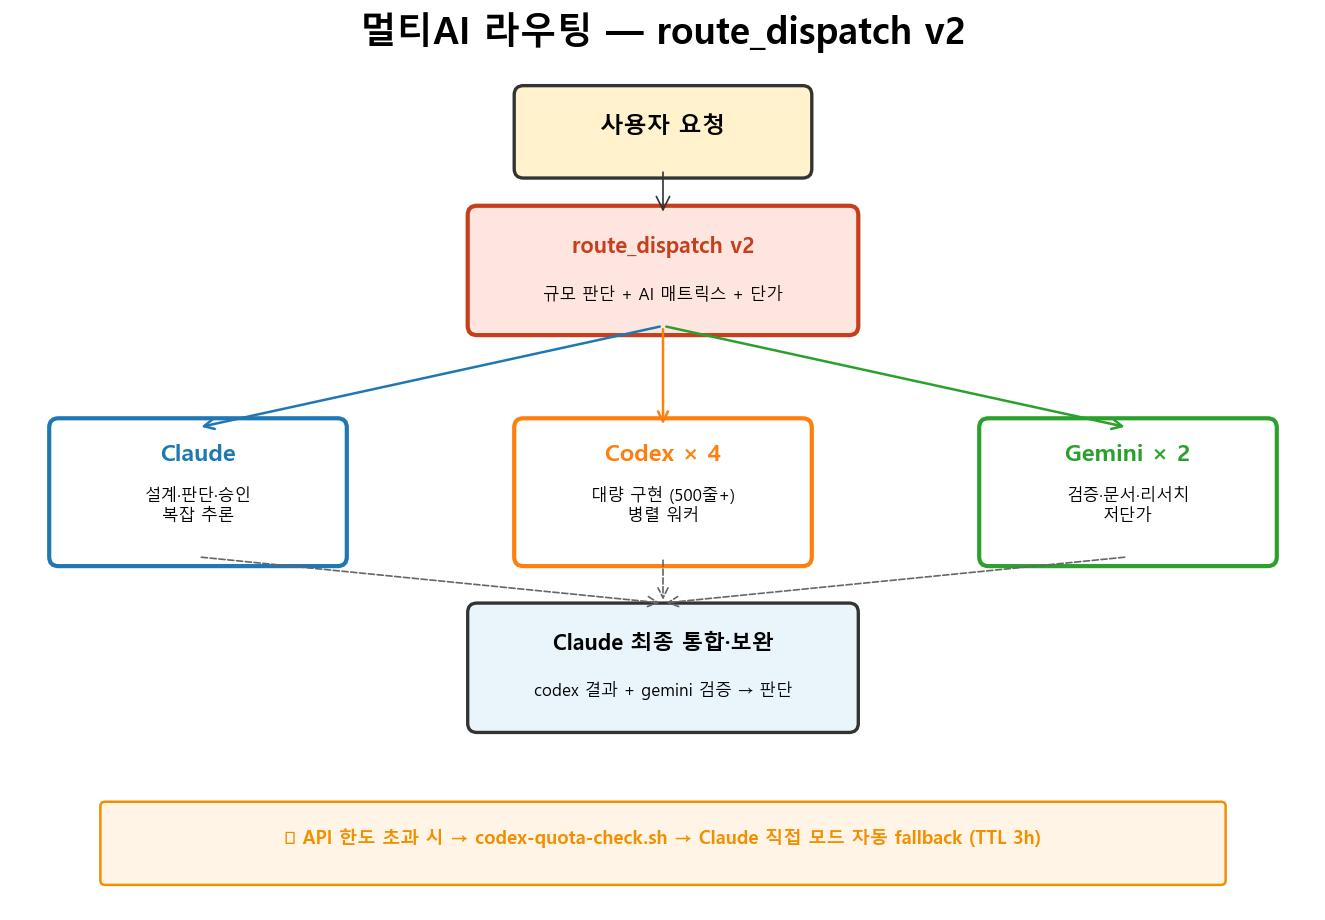 멀티AI 라우팅 — route_dispatch v2
사용자 요청
route_dispatch v2
규모 판단 + AI 매트릭스 + 단가
Claude
설계·판단·승인
복잡 추론
Codex × 4
대량 구현 (500줄+)
병렬 워커
Gemini × 2
검증·문서·리서치
저단가
Claude 최종 통합·보완
codex 결과 + gemini 검증 → 판단
API 한도 초과 시 → codex-quota-check.sh → Claude 직접 모드 자동 fallback (TTL 3h)